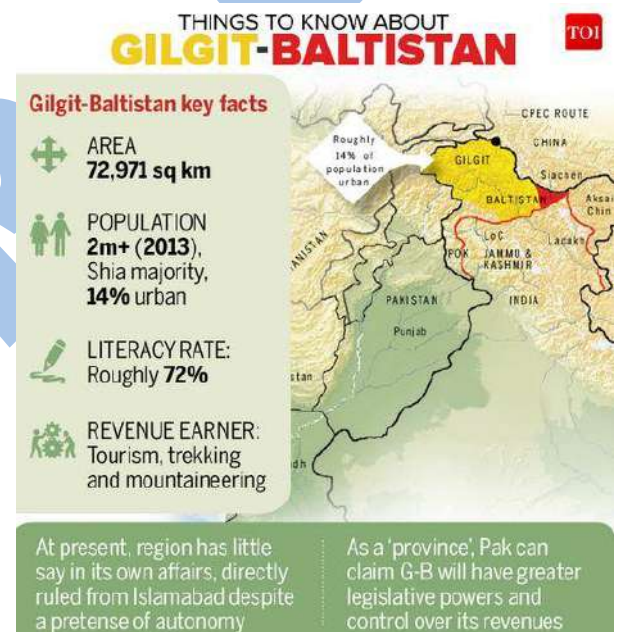 THINGS TO KNOW ABOUT
GILGIT-BALTISTAN
TOI
Gilgit-Baltistan key facts
AREA
72,971 sq km
POPULATION
2m+ (2013),
Shia majority,
14% urban
LITERACY RATE:
Roughly 72%
REVENUE EARNER:
Tourism, trekking
and mountaineering
Roughly
14% of
population
urban
CPEC ROUTE
CHINA
GILGIT
Siachen
BALTISTAN
Aksai
Chin
LoC
Ladakh
POK
JAMMU &
KASHMIR
ANISTAN
PAKISTAN
INDIA
Punjab
stan
dh
At present, region has little
say in its own affairs, directly
ruled from Islamabad despite
a pretense of autonomy
As a 'province', Pak can
claim G-B will have greater
legislative powers and
control over its revenues